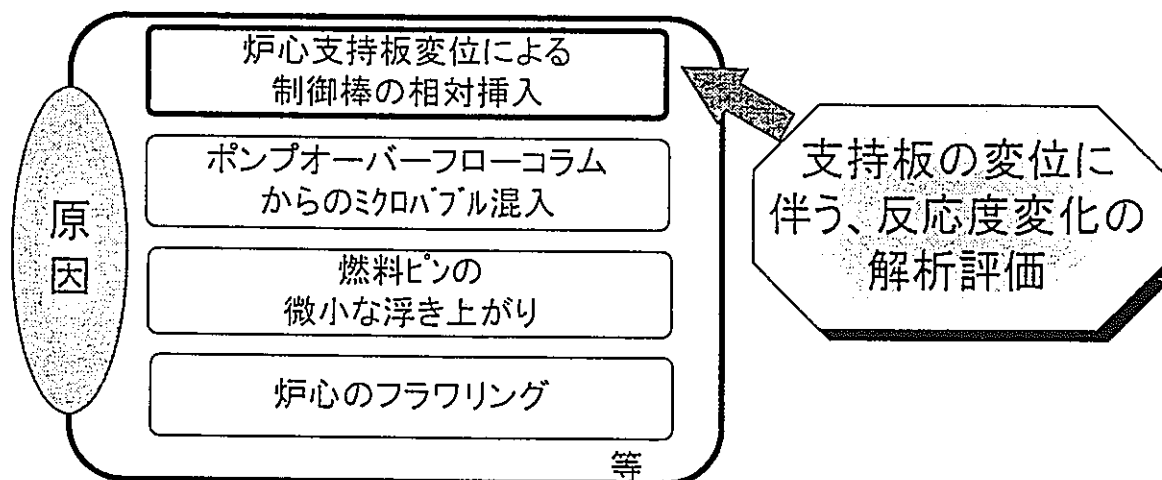 原因
炉心支持板変位による
制御棒の相対挿入
ポンプオーバーフローコラム
からのミクロバブル混入
燃料ピンの
微小な浮き上がり
炉心のフラワリング
等
支持板の変位に
伴う、反応度変化の
解析評価